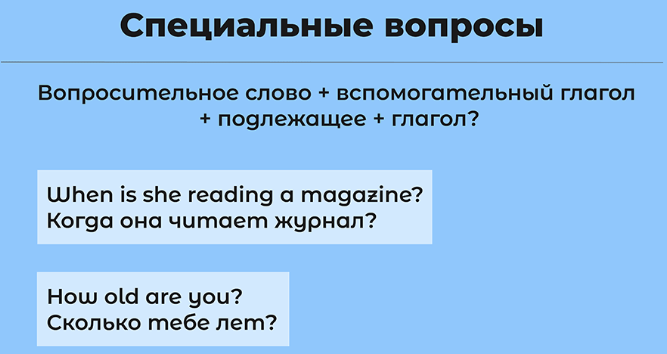 Специальные вопросы
Вопросительное слово + вспомогательный глагол
+ подлежащее + глагол?
When is she reading a magazine?
Когда она читает журнал?
How old are you?
Сколько тебе лет?